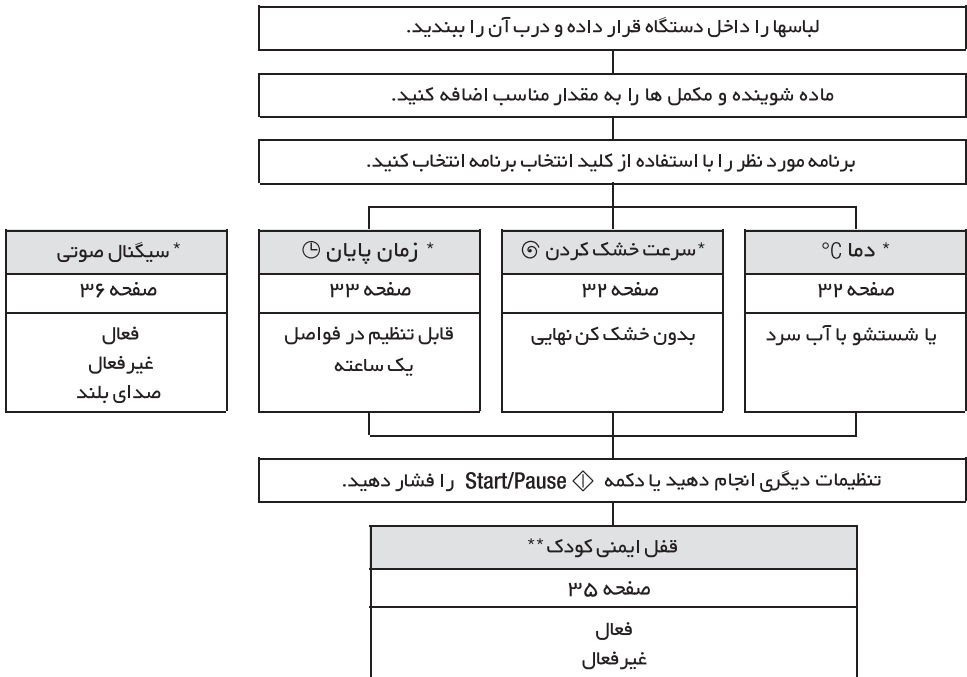 لباسها را داخل دستگاه قرار داده و درب آن را ببندید.
ماده شوینده و مکمل ها را به مقدار مناسب اضافه کنید.
برنامه مورد نظر را با استفاده از کلید انتخاب برنامه انتخاب کنید.
* دما °C
صفحه ۳۲
یا شستشو با آب سرد
*سرعت خشک کردن
صفحه ۳۲
بدون خشک کن نهایی
* زمان پایان
صفحه ۳۳
قابل تنظیم در فواصل
یک ساعته
* سیگنال صوتی
صفحه ۳۶
فعال
غیرفعال
صدای بلند
تنظیمات دیگری انجام دهید یا دکمه Start/Pause را فشار دهید.
قفل ایمنی کودک**
صفحه ۳۵
فعال
غیرفعال